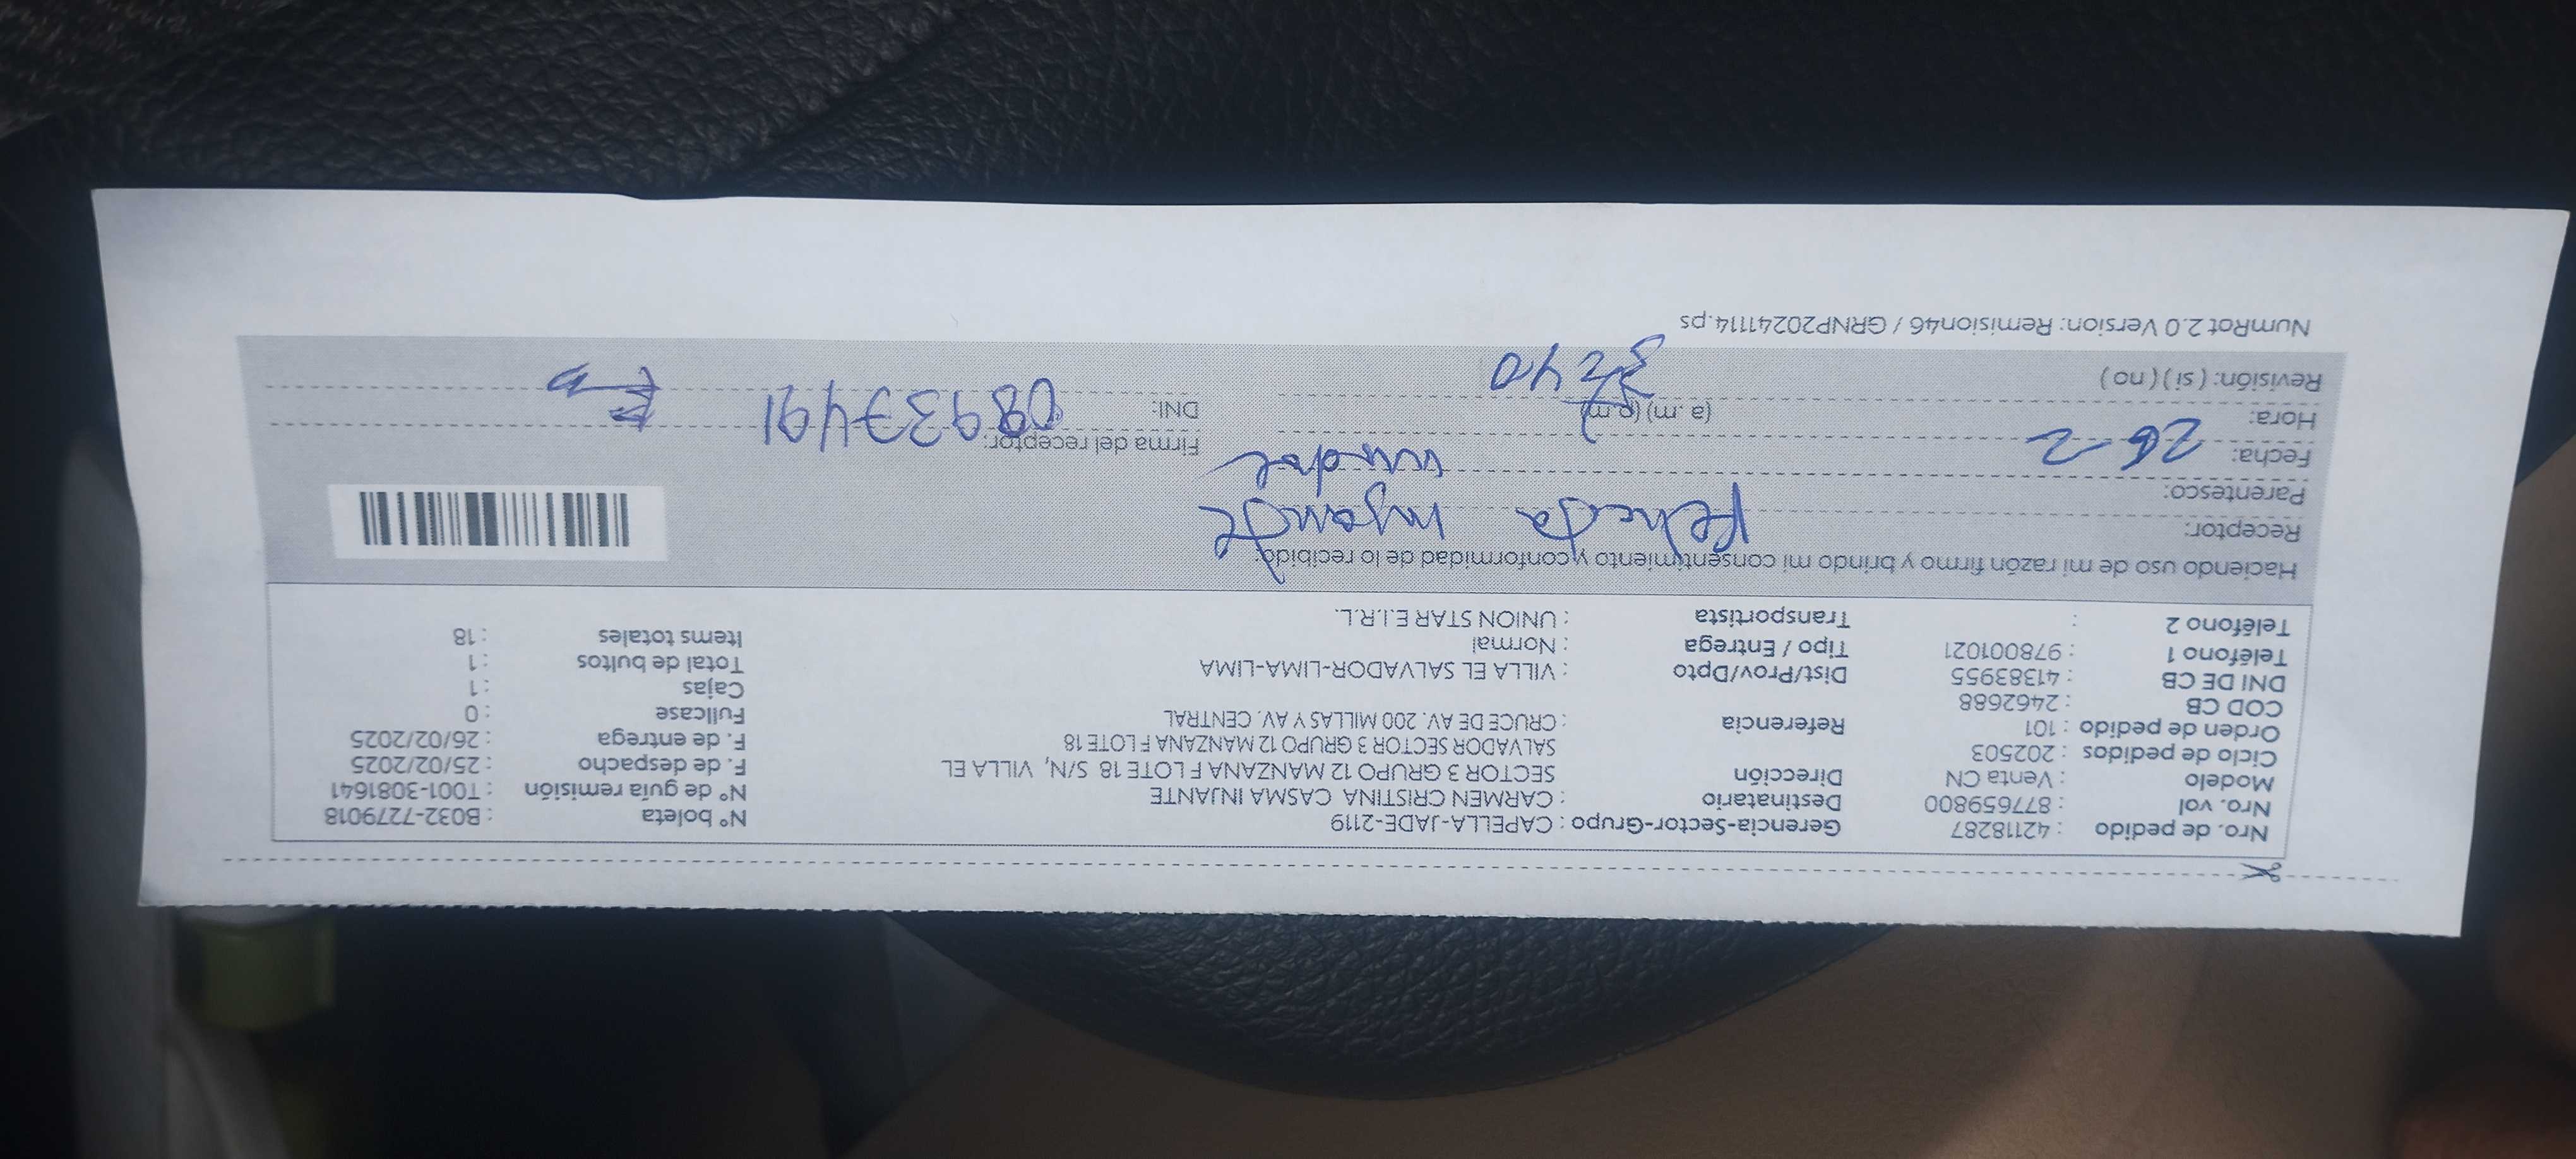 Nro. de pedido : 42118287 Gerencia-Sector-Grupo : CAPELLA-JADE-2119 N° boleta : B032-7279018
Nro. vol : 877659800 Destinatario : CARMEN CRISTINA CASMA INJANTE N° de guía remisión : T001-3081641
Modelo : Venta CN Dirección : SECTOR 3 GRUPO 12 MANZANA F LOTE 18 S/N, VILLA EL F. de despacho : 25/02/2025
Ciclo de pedidos : 202503 SALVADOR SECTOR 3 GRUPO 12 MANZANA F LOTE 18 F. de entrega : 26/02/2025
Orden de pedido : 101 Referencia : CRUCE DE AV. 200 MILLAS Y AV. CENTRAL Fullcase : 0
COD CB : 2462688 Cajas : 1
DNI DE CB : 41383955 Dist/Prov/Dpto : VILLA EL SALVADOR-LIMA-LIMA Total de bultos : 1
Teléfono 1 : 978001021 Tipo / Entrega : Normal Items totales : 18
Teléfono 2 : Transportista : UNION STAR E.I.R.L.
Haciendo uso de mi razón firmo y brindo mi consentimiento y conformidad de lo recibido:
Receptor: Injante
Parentesco:
Fecha: 26-2 Firma del receptor:
Hora: (a.m) (p.m) DNI: 08937491
Revisión: ( si ) ( no ) 3:40
NumRot 2.0 Version: Remision46 / GRNP20241114.ps